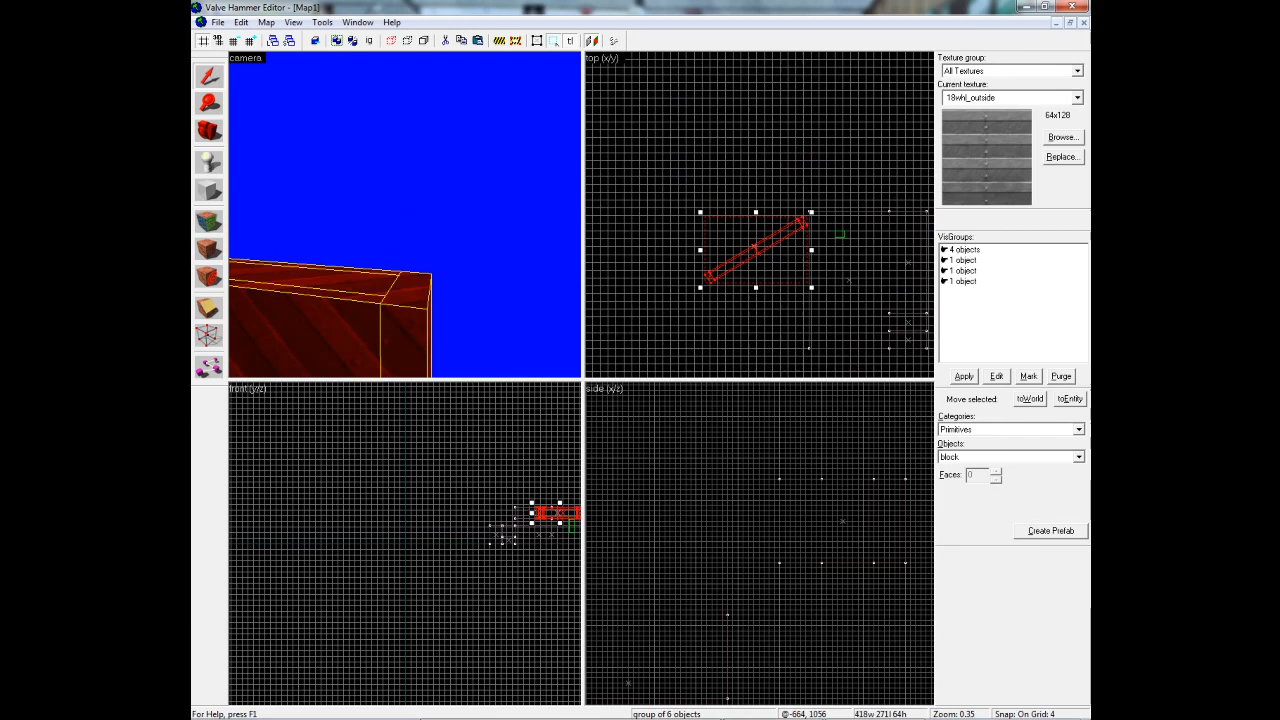 Valve Hammer Editor - [Map1]
File Edit Map View Tools Window Help
camera
top (x/y)
front (y/z)
side (x/z)
Texture group:
All Textures
Current texture:
18whl_outside
64x128
Browse...
Replace...
VisGroups:
4 objects
1 object
1 object
1 object
Apply Edit Mark Purge
Move selected: toWorld toEntity
Categories:
Primitives
Objects:
block
Faces: 0
Create Prefab
For Help, press F1 group of 6 objects @-664, 1056 418w 271l 64h Zoom: 0.35 Snap: On Grid: 4